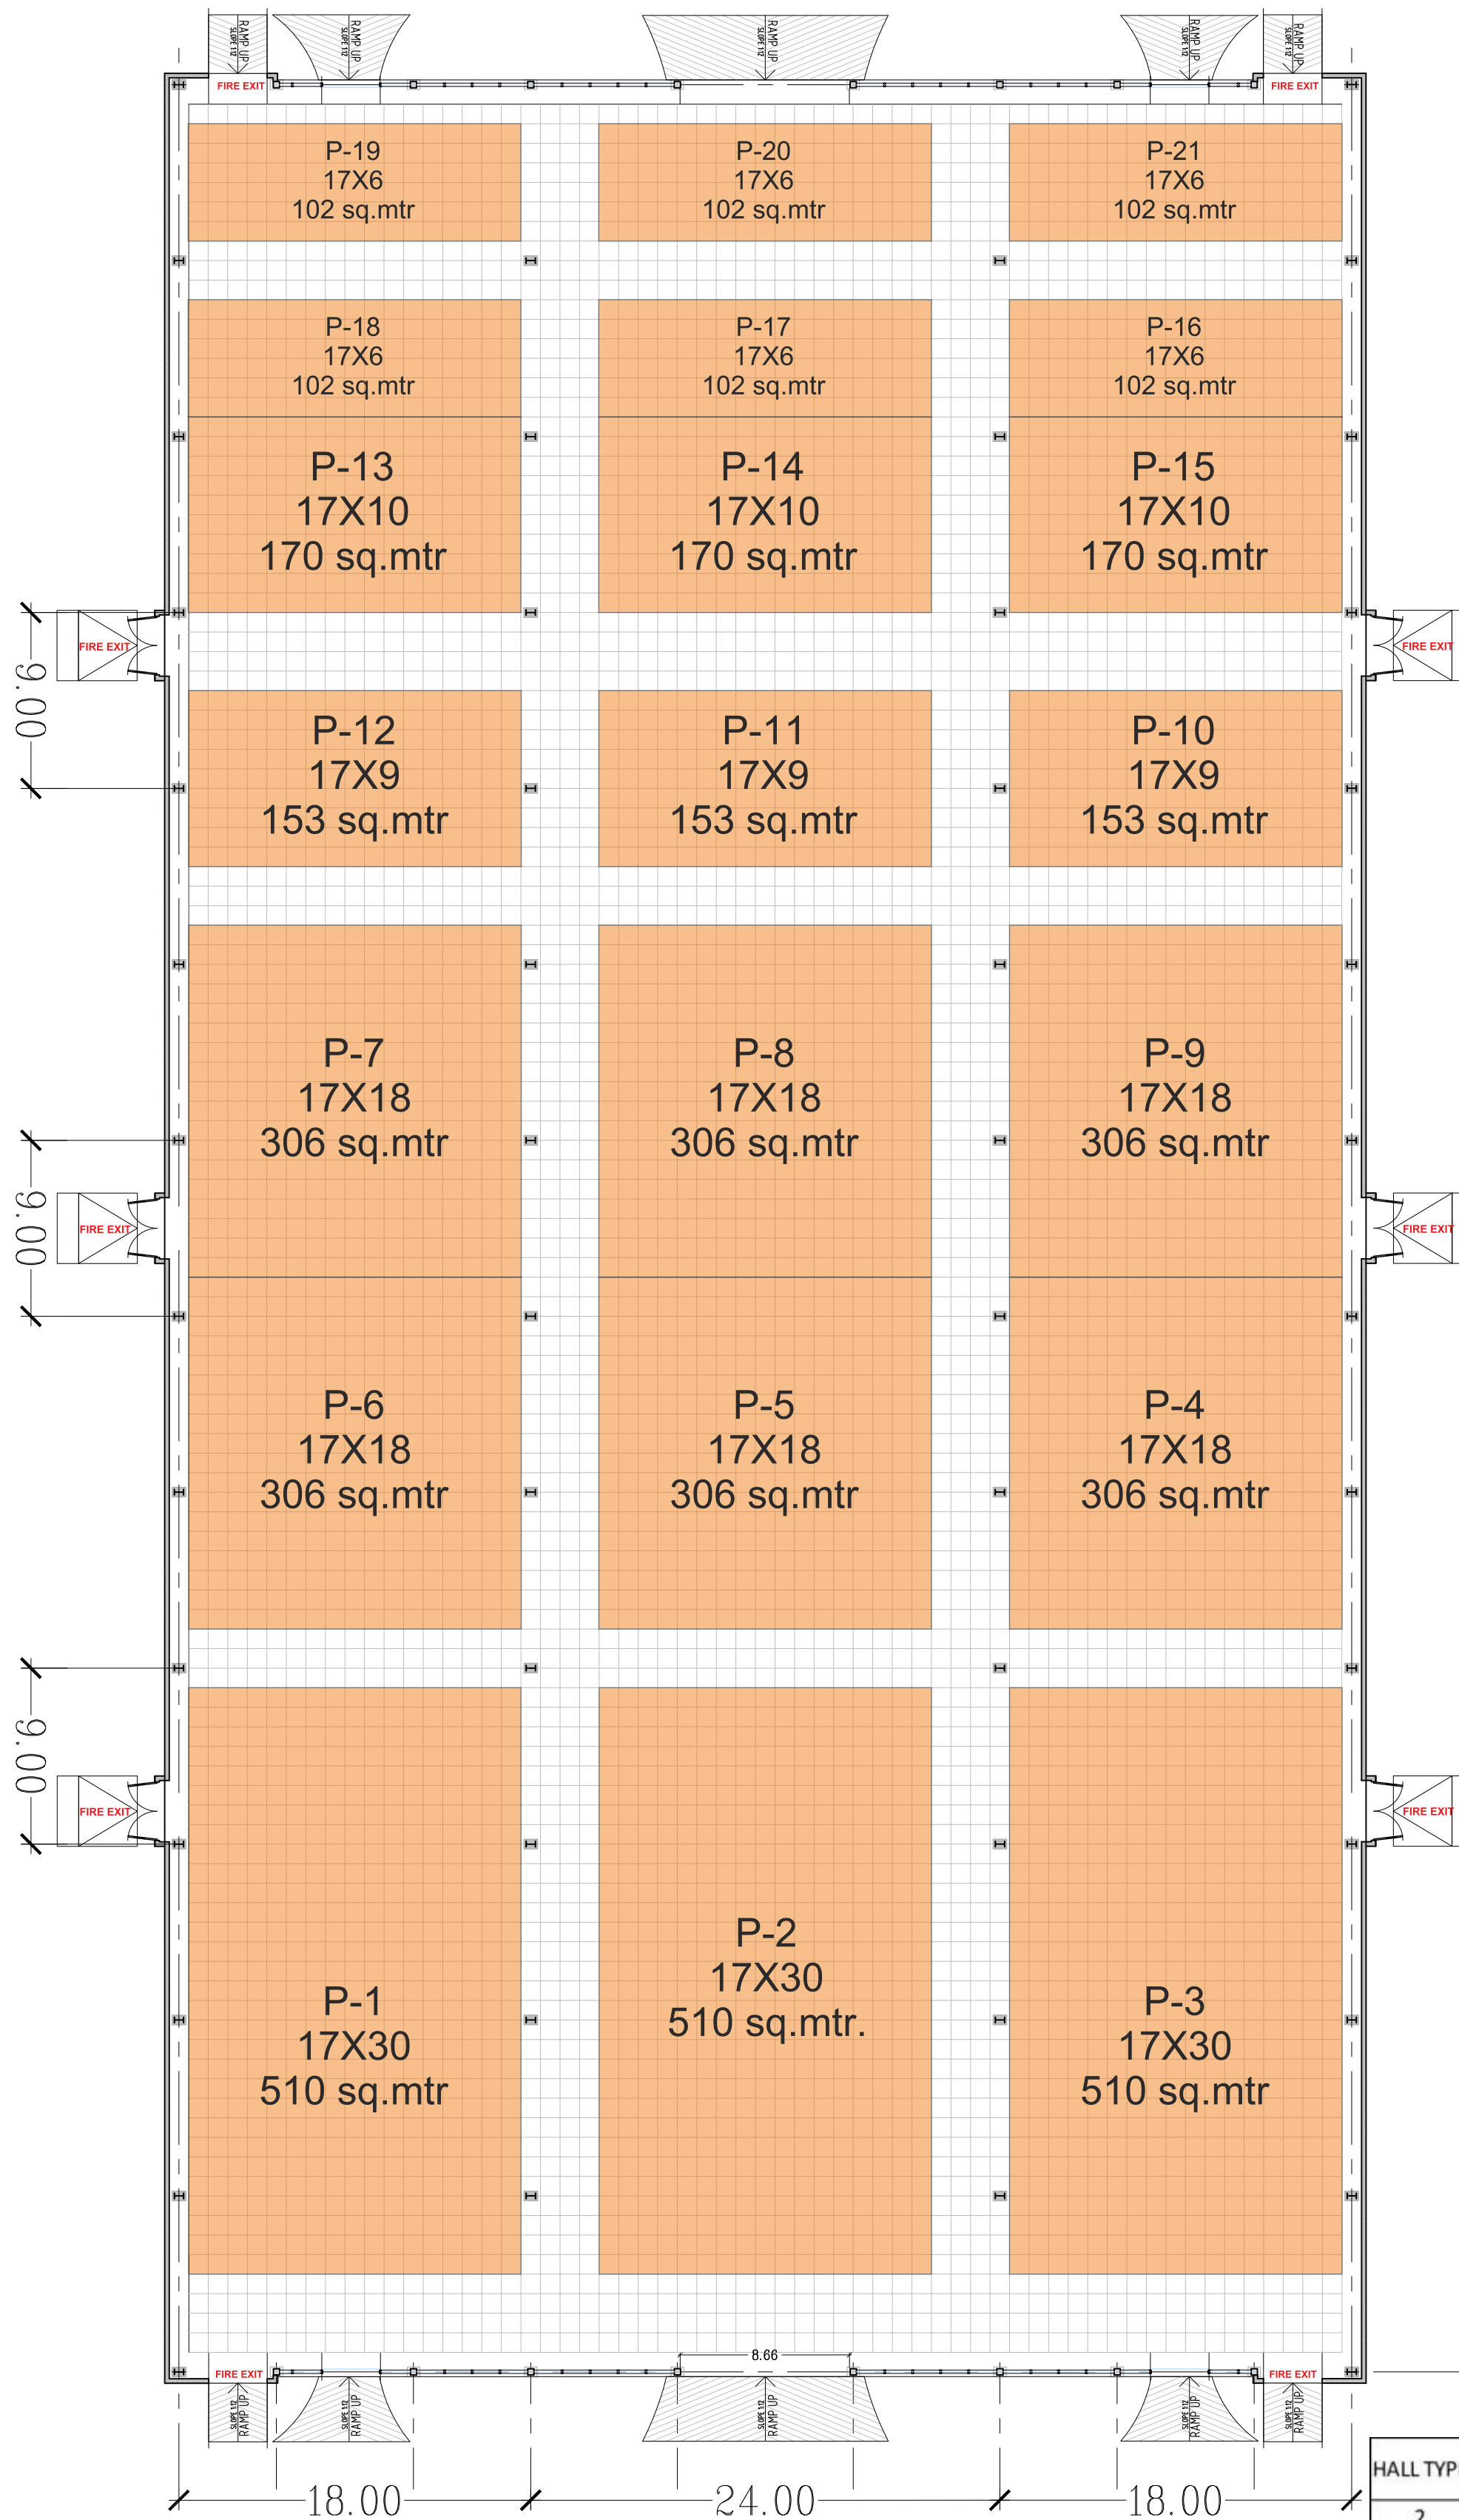 RAMP UP
SLOPE 1:12
RAMP UP
SLOPE 1:12
RAMP UP
SLOPE 1:12
RAMP UP
SLOPE 1:12
RAMP UP
SLOPE 1:12
FIRE EXIT
FIRE EXIT
P-19
17X6
102 sq.mtr
P-20
17X6
102 sq.mtr
P-21
17X6
102 sq.mtr
P-18
17X6
102 sq.mtr
P-17
17X6
102 sq.mtr
P-16
17X6
102 sq.mtr
P-13
17X10
170 sq.mtr
P-14
17X10
170 sq.mtr
P-15
17X10
170 sq.mtr
FIRE EXIT
FIRE EXIT
9.00
P-12
17X9
153 sq.mtr
P-11
17X9
153 sq.mtr
P-10
17X9
153 sq.mtr
P-7
17X18
306 sq.mtr
P-8
17X18
306 sq.mtr
P-9
17X18
306 sq.mtr
9.00
FIRE EXIT
FIRE EXIT
P-6
17X18
306 sq.mtr
P-5
17X18
306 sq.mtr
P-4
17X18
306 sq.mtr
9.00
FIRE EXIT
FIRE EXIT
P-1
17X30
510 sq.mtr
P-2
17X30
510 sq.mtr.
P-3
17X30
510 sq.mtr
8.66
FIRE EXIT
FIRE EXIT
SLOPE 1:12
RAMP UP
SLOPE 1:12
RAMP UP
SLOPE 1:12
RAMP UP
SLOPE 1:12
RAMP UP
SLOPE 1:12
RAMP UP
18.00
24.00
18.00
HALL TYP
2